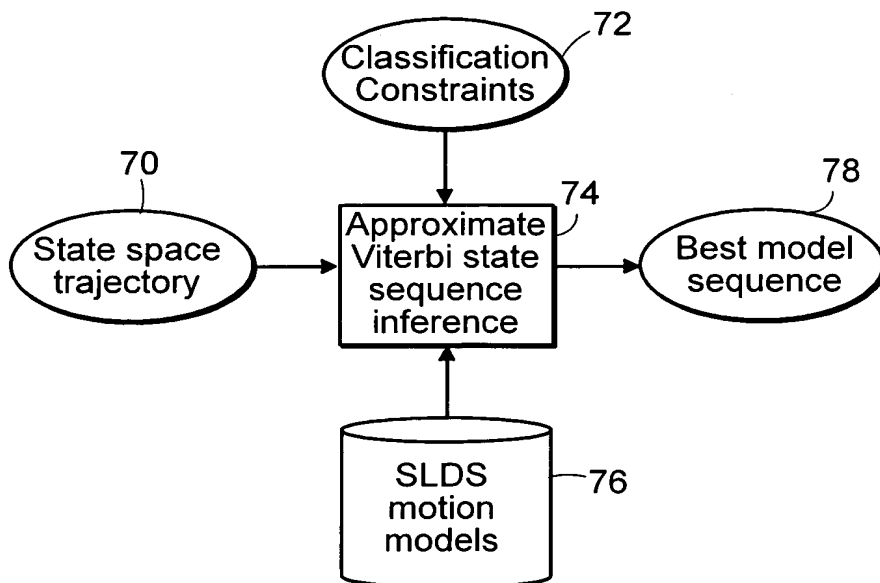 72
Classification
Constraints
70
State space
trajectory
74
Approximate
Viterbi state
sequence
inference
78
Best model
sequence
SLDS
motion
models
76